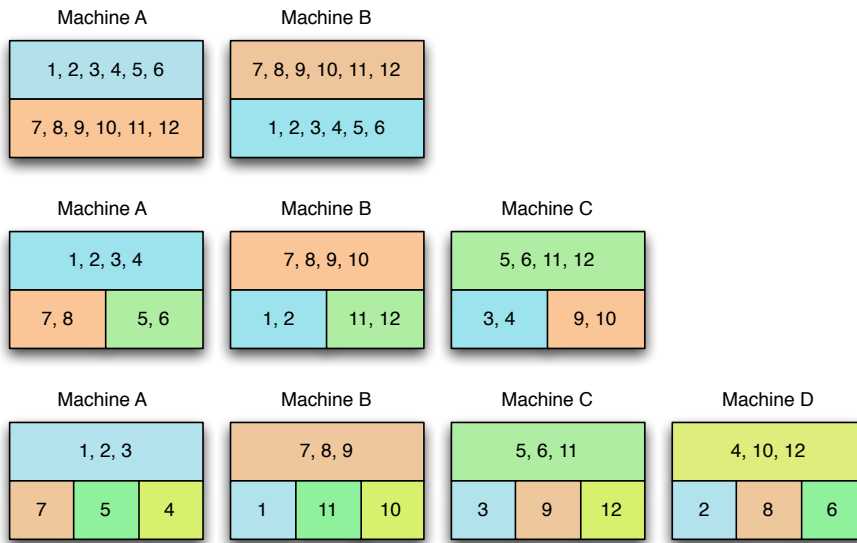 Machine A Machine B
1, 2, 3, 4, 5, 6 7, 8, 9, 10, 11, 12
7, 8, 9, 10, 11, 12 1, 2, 3, 4, 5, 6
Machine A Machine B Machine C
1, 2, 3, 4 7, 8, 9, 10 5, 6, 11, 12
7, 8 5, 6 1, 2 11, 12 3, 4 9, 10
Machine A Machine B Machine C Machine D
1, 2, 3 7, 8, 9 5, 6, 11 4, 10, 12
7 5 4 1 11 10 3 9 12 2 8 6